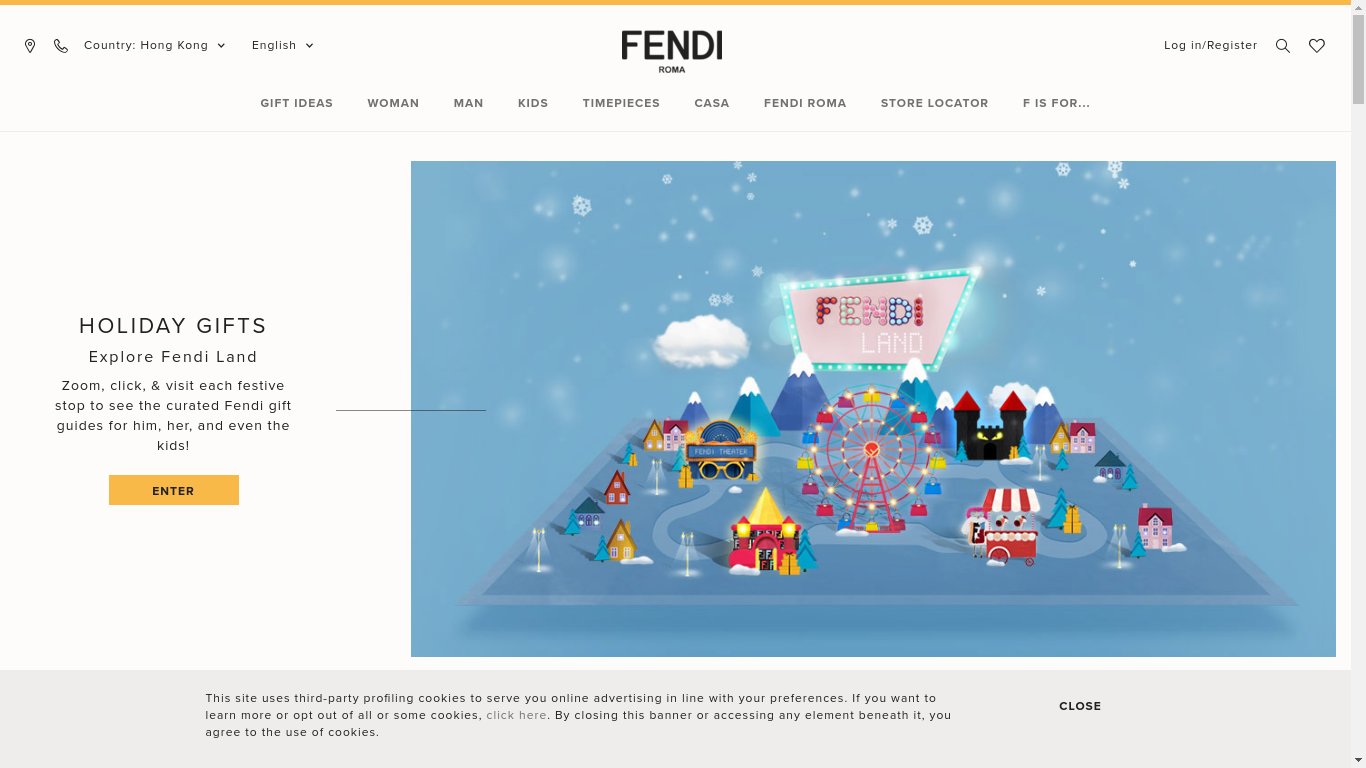 Country: Hong Kong
English
FENDI
ROMA
Log in/Register
GIFT IDEAS
WOMAN
MAN
KIDS
TIMEPIECES
CASA
FENDI ROMA
STORE LOCATOR
F IS FOR...
HOLIDAY GIFTS
Explore Fendi Land
Zoom, click, & visit each festive
stop to see the curated Fendi gift
guides for him, her, and even the
kids!
ENTER
FENDI
LAND
FENDI THEATER
This site uses third-party profiling cookies to serve you online advertising in line with your preferences. If you want to
learn more or opt out of all or some cookies, click here. By closing this banner or accessing any element beneath it, you
agree to the use of cookies.
CLOSE